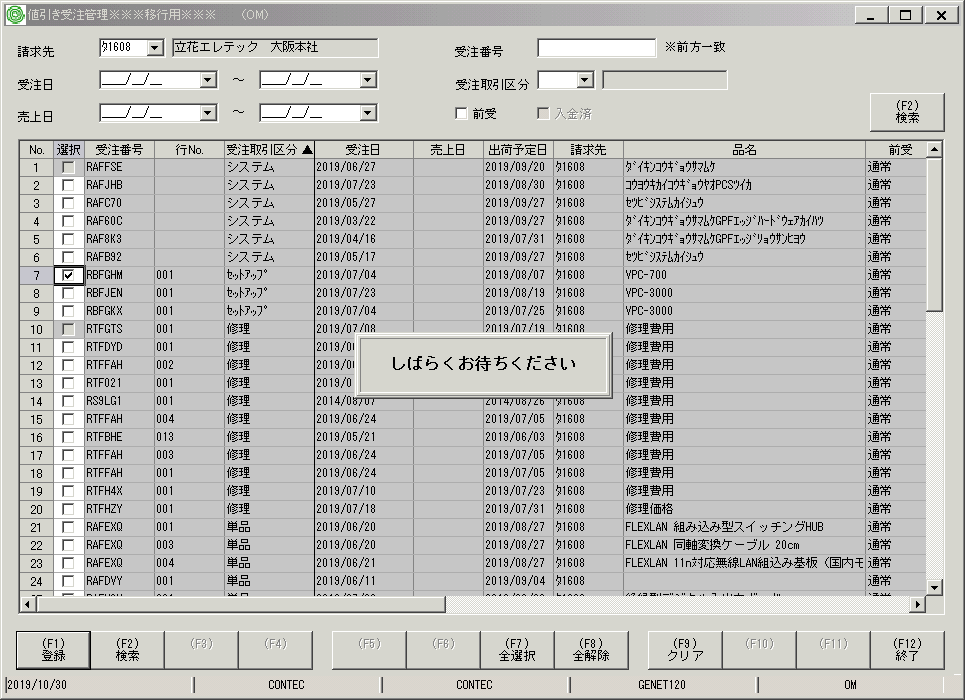 値引き受注管理※※※移行用※※※　　（OM）
請求先 ﾀ1608 立花エレテック　大阪本社 受注番号 ※前方一致
受注日 __/_/_ ～ __/_/_ 受注取引区分
売上日 __/_/_ ～ __/_/_ 前受 入金済
(F2)
検索
No. 選択 受注番号 行No. 受注取引区分▲ 受注日 売上日 出荷予定日 請求先 品名 前受
1 RAFFSE システム 2019/06/27 2019/09/20 ﾀ1608 ﾀﾞｲｷﾝｺｳｷﾞｮｳｻﾏﾑｹ 通常
2 RAFJHB システム 2019/07/23 2019/08/30 ﾀ1608 ｺｳﾖｳｷｶｲｺｳｷﾞｮｳﾔｵPCSﾂｲｶ 通常
3 RAFC70 システム 2019/05/27 2019/09/27 ﾀ1608 ｾﾂﾋﾞｼｽﾃﾑｶｲｼｭｳ 通常
4 RAF60C システム 2019/03/22 2019/09/27 ﾀ1608 ﾀﾞｲｷﾝｺｳｷﾞｮｳｻﾏﾑｹGPFｴｯｼﾞﾊｰﾄﾞｳｪｱｶｲﾊﾂ 通常
5 RAF8K3 システム 2019/04/16 2019/07/31 ﾀ1608 ﾀﾞｲｷﾝｺｳｷﾞｮｳｻﾏﾑｹGPFｴｯｼﾞﾘｮｳｻﾝﾋﾖｳ 通常
6 RAFB92 システム 2019/05/17 2019/09/27 ﾀ1608 ｾﾂﾋﾞｼｽﾃﾑｶｲｼｭｳ 通常
7 RBFGHM 001 ｾｯﾄｱｯﾌﾟ 2019/07/04 2019/08/07 ﾀ1608 VPC-700 通常
8 RBFJEN 001 ｾｯﾄｱｯﾌﾟ 2019/07/23 2019/08/19 ﾀ1608 VPC-3000 通常
9 RBFGKX 001 ｾｯﾄｱｯﾌﾟ 2019/07/04 2019/07/25 ﾀ1608 VPC-3000 通常
10 RTFGTS 001 修理 2019/07/08 2019/07/19 ﾀ1608 修理費用 通常
11 RTFDYD 001 修理 修理費用 通常
12 RTFFAH 002 修理 修理費用 通常
しばらくお待ちください
13 RTF021 001 修理 修理費用 通常
14 RS9LG1 001 修理 2014/08/07 2014/08/26 ﾀ1608 修理費用 通常
15 RTFFAH 004 修理 2019/06/24 2019/07/05 ﾀ1608 修理費用 通常
16 RTFBHE 013 修理 2019/05/21 2019/06/03 ﾀ1608 修理費用 通常
17 RTFFAH 003 修理 2019/06/24 2019/07/05 ﾀ1608 修理費用 通常
18 RTFFAH 001 修理 2019/06/24 2019/07/05 ﾀ1608 修理費用 通常
19 RTFH4X 001 修理 2019/07/10 2019/07/23 ﾀ1608 修理費用 通常
20 RTFHZY 001 修理 2019/07/18 2019/07/31 ﾀ1608 修理価格 通常
21 RAFEXQ 001 単品 2019/06/20 2019/08/27 ﾀ1608 FLEXLAN 組み込み型スイッチングHUB 通常
22 RAFEXQ 003 単品 2019/06/20 2019/08/27 ﾀ1608 FLEXLAN 同軸変換ケーブル 20cm 通常
23 RAFEXQ 004 単品 2019/06/21 2019/08/27 ﾀ1608 FLEXLAN 11n対応無線LAN組込み基板（国内モ 通常
24 RAFDVY 001 単品 2019/06/11 2019/09/04 ﾀ1608 通常
(F1) (F2) (F3) (F4) (F5) (F6) (F7) (F8) (F9) (F10) (F11) (F12)
登録 検索 全選択 全解除 クリア 終了
2019/10/30 CONTEC CONTEC GENET120 OM